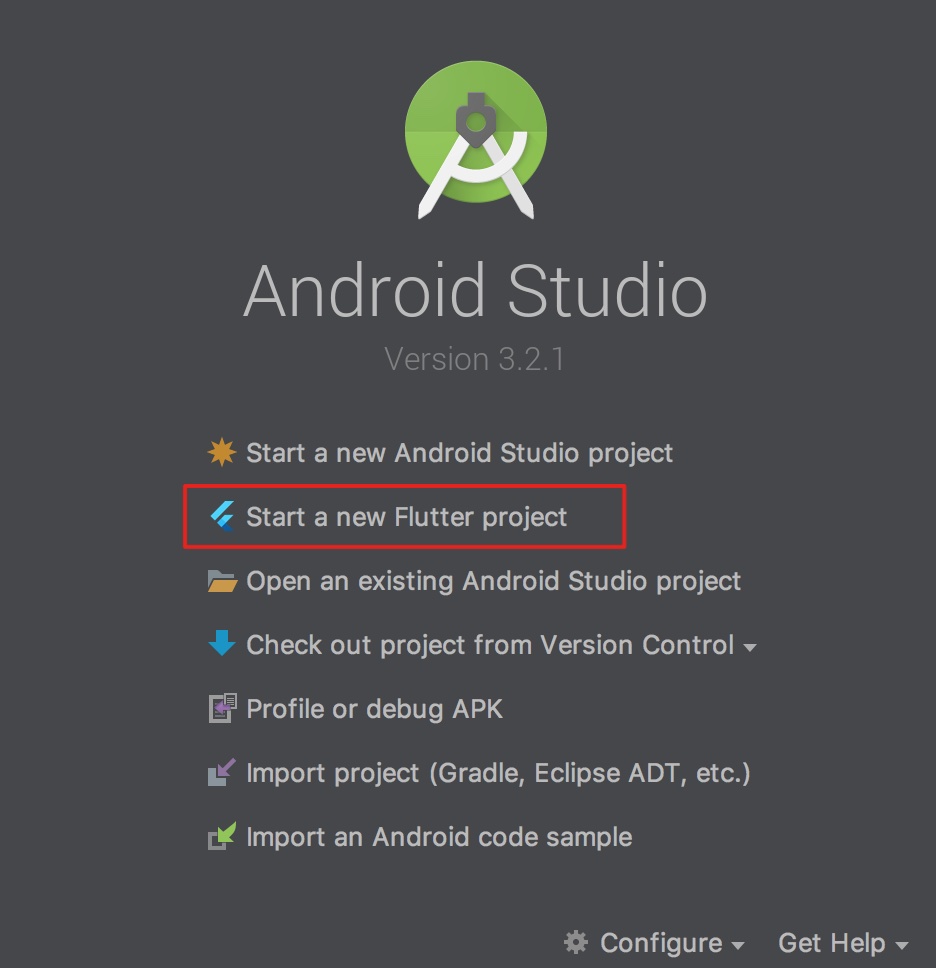 Android Studio
Version 3.2.1
Start a new Android Studio project
Start a new Flutter project
Open an existing Android Studio project
Check out project from Version Control
Profile or debug APK
Import project (Gradle, Eclipse ADT, etc.)
Import an Android code sample
Configure Get Help